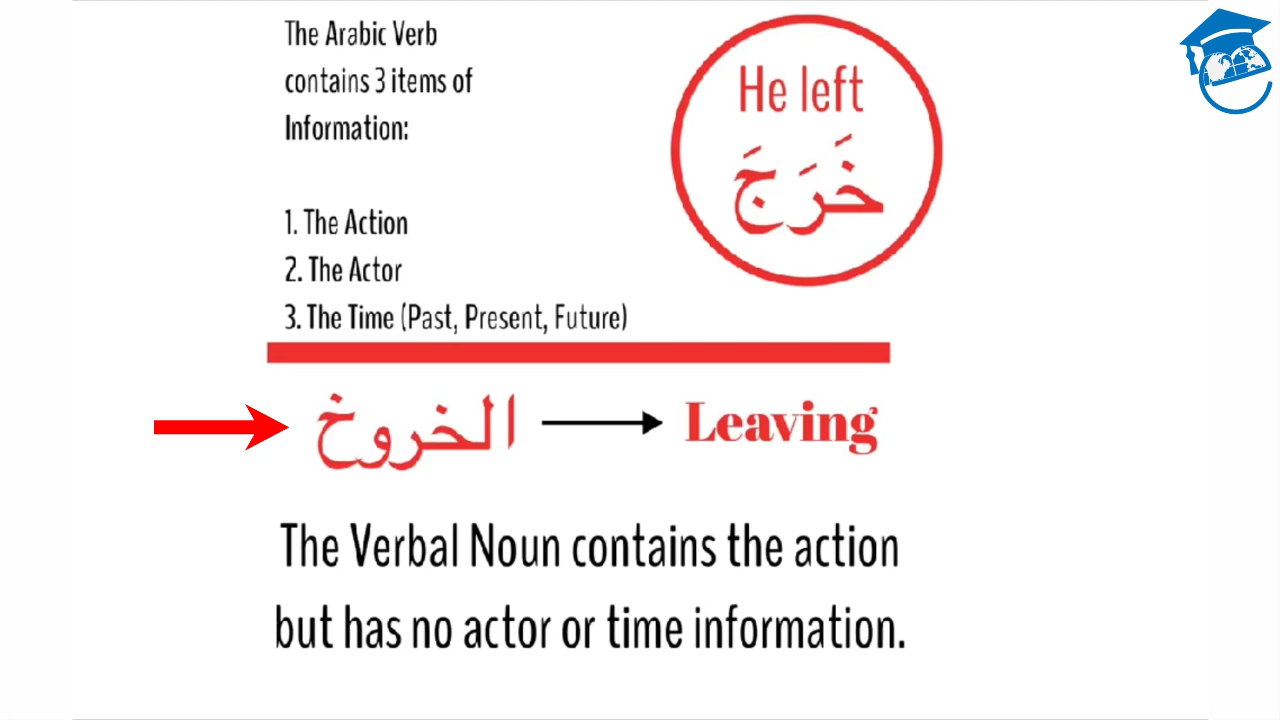 The Arabic Verb
contains 3 items of
Information:
1. The Action
2. The Actor
3. The Time (Past, Present, Future)
He left
خَرَجَ
الخروخ
Leaving
The Verbal Noun contains the action
but has no actor or time information.